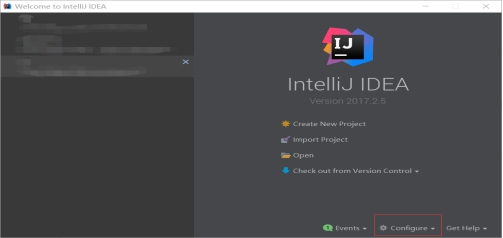 Welcome to IntelliJ IDEA
IJ
IntelliJ IDEA
Version 2017.2.5
Create New Project
Import Project
Open
Check out from Version Control
Events
Configure
Get Help